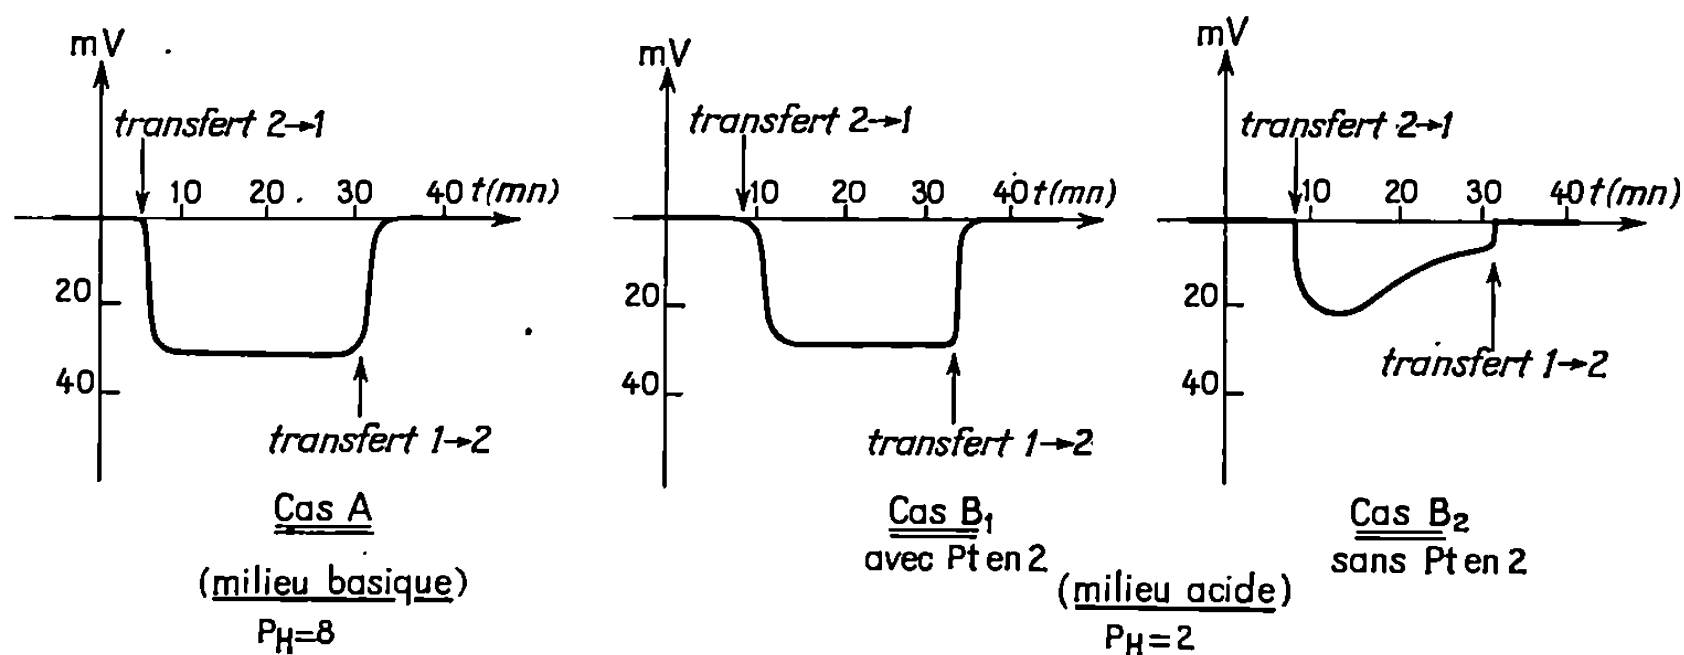 mV
transfert 2→1
10 20 30 40 t(mn)
20
40
transfert 1→2
Cas A
(milieu basique)
PH=8
mV
transfert 2→1
10 20 30 40 t(mn)
20
40
transfert 1→2
Cas B1
avec Pt en 2
mV
transfert 2→1
10 20 30 40 t(mn)
20
40
transfert 1→2
Cas B2
sans Pt en 2
(milieu acide)
PH=2